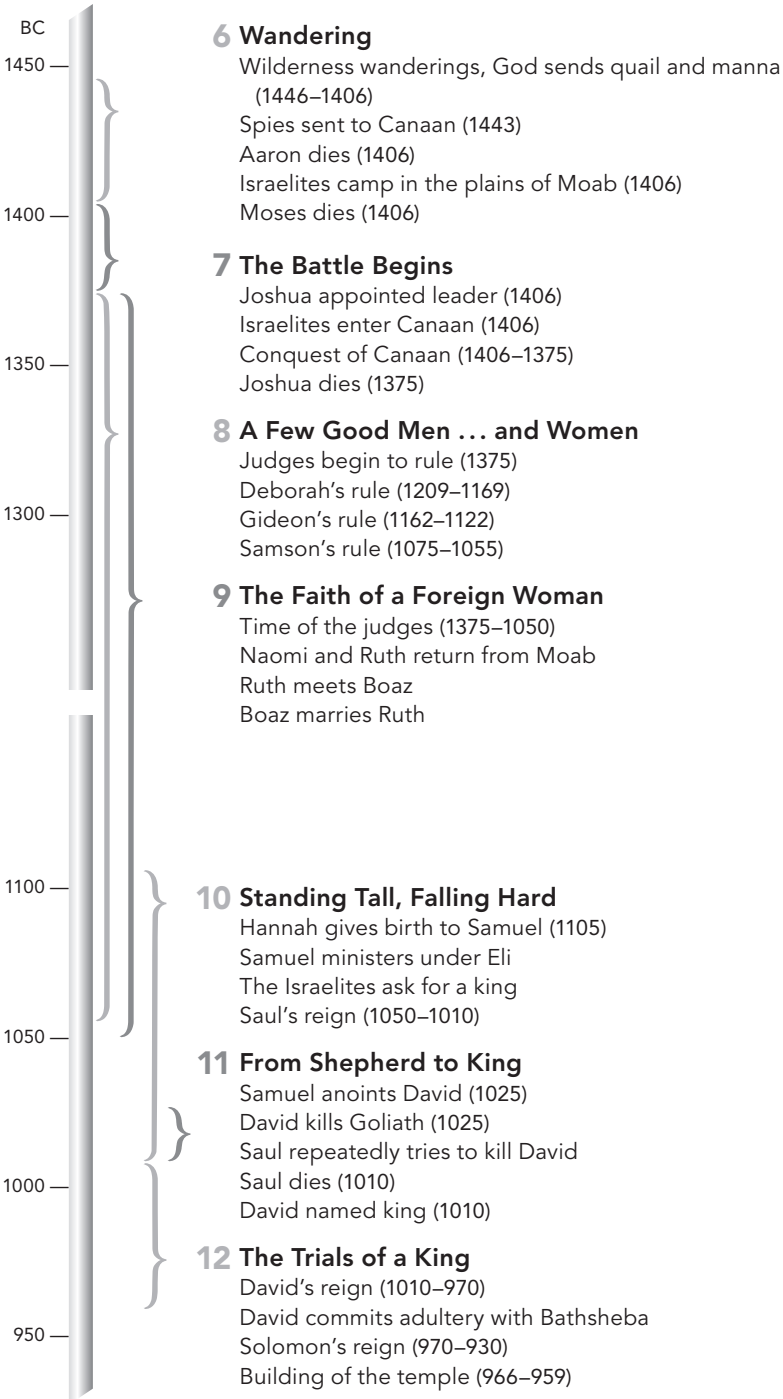 BC
1450
1400
1350
1300
1100
1050
1000
950
6 Wandering
Wilderness wanderings, God sends quail and manna
(1446–1406)
Spies sent to Canaan (1443)
Aaron dies (1406)
Israelites camp in the plains of Moab (1406)
Moses dies (1406)
7 The Battle Begins
Joshua appointed leader (1406)
Israelites enter Canaan (1406)
Conquest of Canaan (1406–1375)
Joshua dies (1375)
8 A Few Good Men … and Women
Judges begin to rule (1375)
Deborah’s rule (1209–1169)
Gideon’s rule (1162–1122)
Samson’s rule (1075–1055)
9 The Faith of a Foreign Woman
Time of the judges (1375–1050)
Naomi and Ruth return from Moab
Ruth meets Boaz
Boaz marries Ruth
10 Standing Tall, Falling Hard
Hannah gives birth to Samuel (1105)
Samuel ministers under Eli
The Israelites ask for a king
Saul’s reign (1050–1010)
11 From Shepherd to King
Samuel anoints David (1025)
David kills Goliath (1025)
Saul repeatedly tries to kill David
Saul dies (1010)
David named king (1010)
12 The Trials of a King
David’s reign (1010–970)
David commits adultery with Bathsheba
Solomon’s reign (970–930)
Building of the temple (966–959)